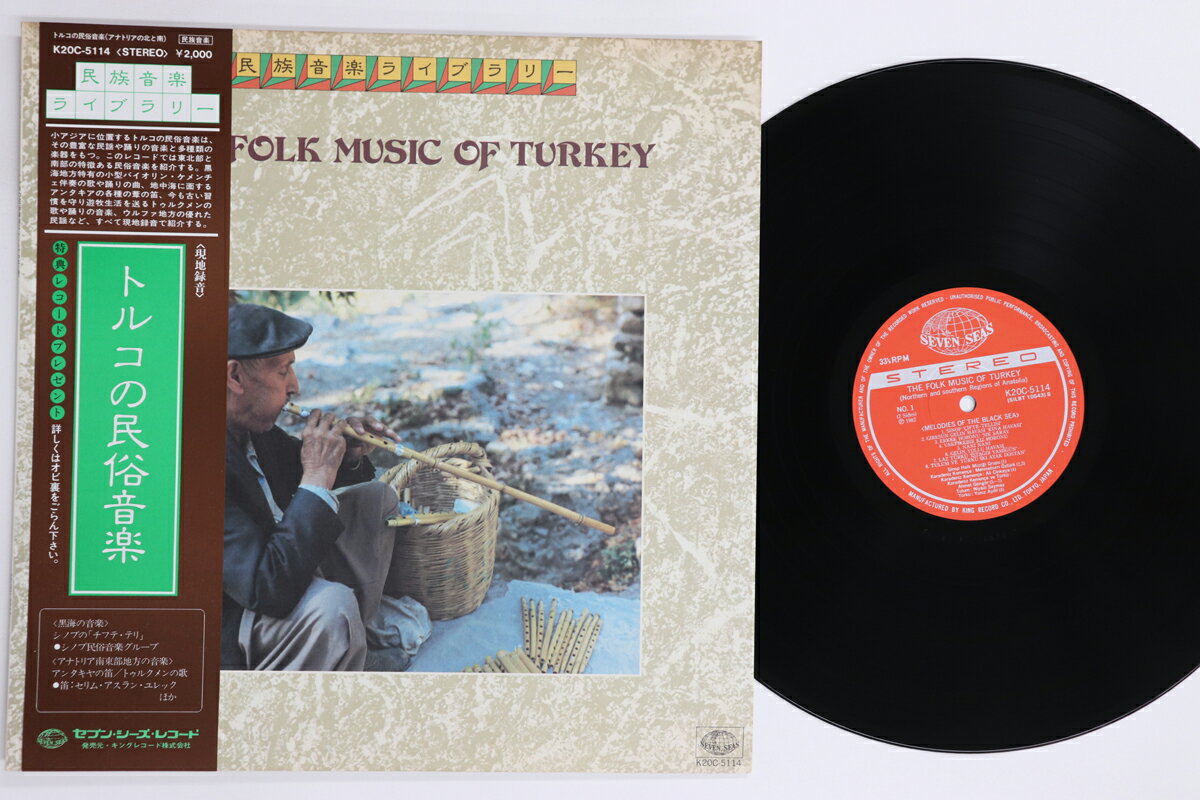 トルコの民俗音楽(アナトリアの北と南) 民族音楽
K20C-5114 〈STEREO〉 ¥2,000
民族音楽
ライブラリー
小アジアに位置するトルコの民俗音楽は、
その豊富な民謡や踊りの音楽と多種類の
楽器をもつ。このレコードでは東北部と
南部の特徴ある民俗音楽を紹介する。黒
海地方特有の小型バイオリン・ケメンチ
ェ伴奏の歌や踊りの曲、地中海に面する
アンタキアの各種の葦の笛、今も古い習
慣を守り遊牧生活を送るトゥルクメンの
歌や踊りの音楽、ウルファ地方の優れた
民謡など、すべて現地録音で紹介する。
〈現地録音〉
トルコの民俗音楽
特典レコードプレゼント 詳しくはオビ裏をごらん下さい。
〈黒海の音楽〉
シノプの「チフテ・テリ」
●シノプ民俗音楽グループ
〈アナトリア南東部地方の音楽〉
アンタキヤの笛/トゥルクメンの歌
●笛:セリム・アスラン・ユレック
ほか
セブン・シーズ・レコード
発売元・キングレコード株式会社
民族音楽ライブラリー
FOLK MUSIC OF TURKEY
SEVEN SEAS
K20C-5114
SEVEN SEAS
33⅓RPM
STEREO
THE FOLK MUSIC OF TURKEY
(Northern and southern Regions of Anatolia)
K20C-5114
NO. 1
(2 Sides)
℗ 1982
(MELODIES OF THE BLACK SEA)
MANUFACTURED BY KING RECORD CO., LTD. TOKYO, JAPAN